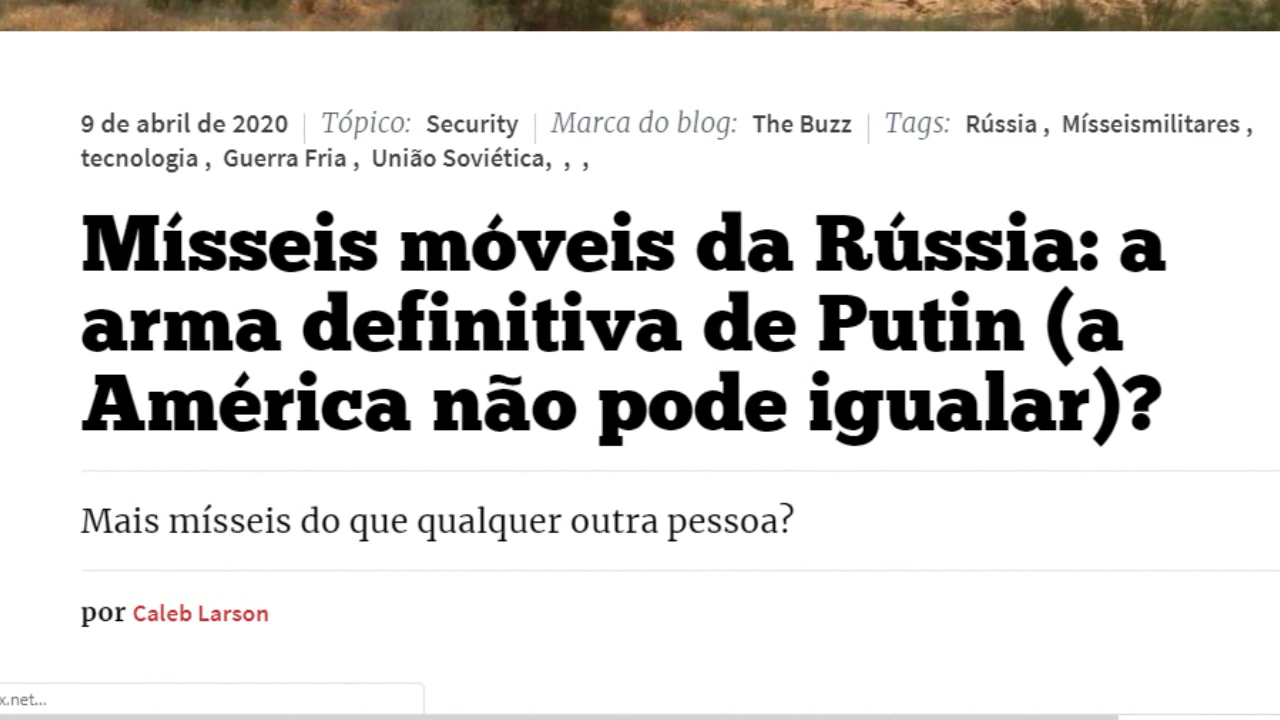 9 de abril de 2020 | Tópico: Security | Marca do blog: The Buzz | Tags: Rússia , Mísseismilitares ,
tecnologia , Guerra Fria , União Soviética, , ,
Mísseis móveis da Rússia: a
arma definitiva de Putin (a
América não pode igualar)?
Mais mísseis do que qualquer outra pessoa?
por Caleb Larson
x.net...